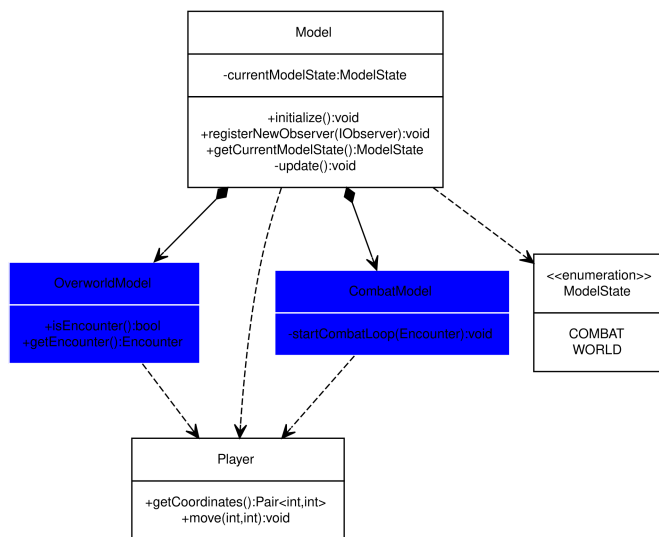 Model
-currentModelState:ModelState
+initialize():void
+registerNewObserver(IObserver):void
+getCurrentModelState():ModelState
-update():void
OverworldModel
+isEncounter():bool
+getEncounter():Encounter
CombatModel
-startCombatLoop(Encounter):void
<<enumeration>>
ModelState
COMBAT
WORLD
Player
+getCoordinates():Pair<int,int>
+move(int,int):void